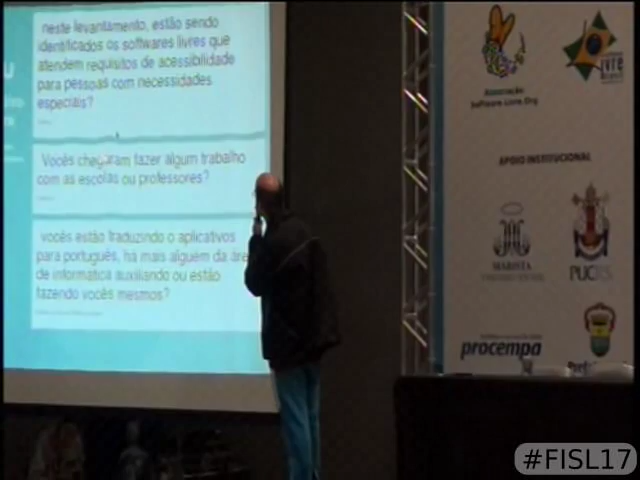 neste levantamento, estão sendo
identificados os softwares livres que
atendem requisitos de acessibilidade
para pessoas com necessidades
especiais?
Vocês chegaram fazer algum trabalho
com as escolas ou professores?
vocês estão traduzindo o aplicativos
para português, há mais alguém da áre
de informatica auxiliando ou estão
fazendo vocês mesmos?
Associação
Software Livre.Org
APOIO INSTITUCIONAL
MARISTA
PUCRS
procempa
#FISL17